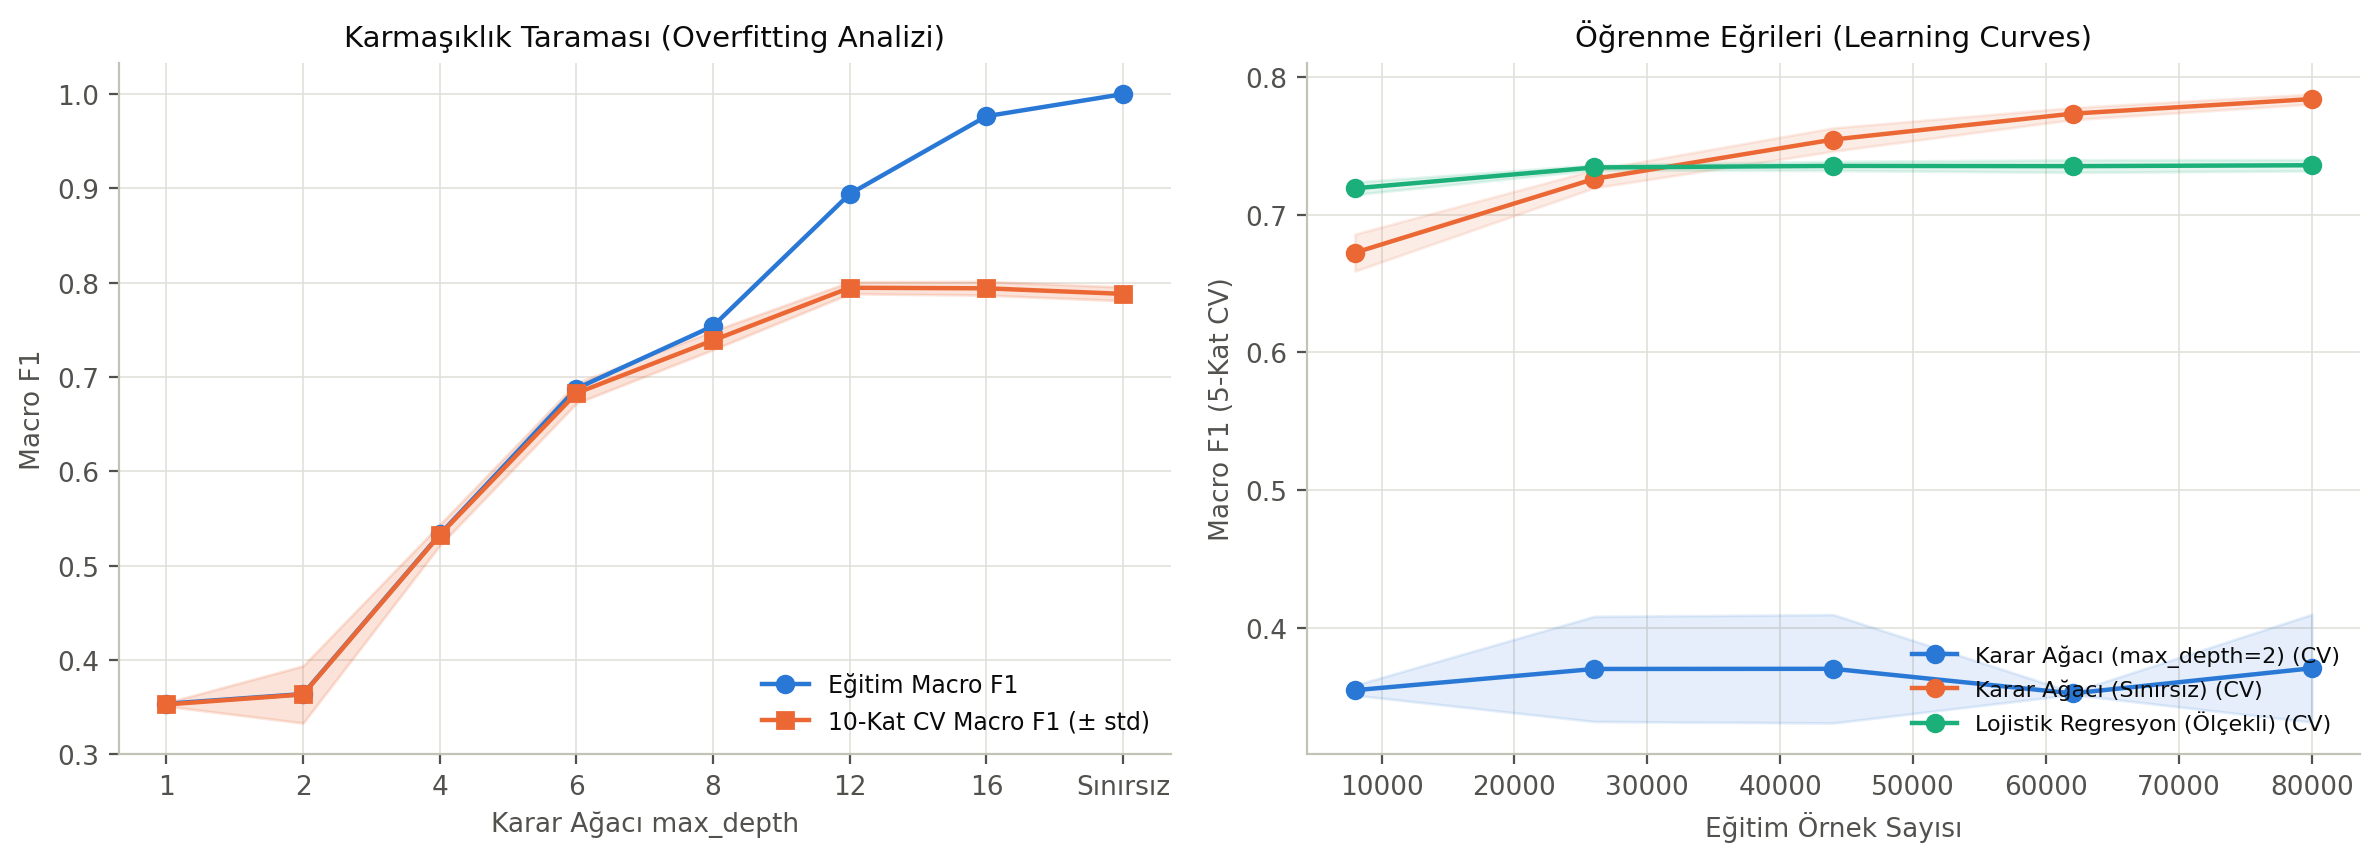 Karmaşıklık Taraması (Overfitting Analizi)
Macro F1
1.0
0.9
0.8
0.7
0.6
0.5
0.4
0.3
1 2 4 6 8 12 16 Sınırsız
Karar Ağacı max_depth
Eğitim Macro F1
10-Kat CV Macro F1 (± std)
Öğrenme Eğrileri (Learning Curves)
Macro F1 (5-Kat CV)
0.8
0.7
0.6
0.5
0.4
10000 20000 30000 40000 50000 60000 70000 80000
Eğitim Örnek Sayısı
Karar Ağacı (max_depth=2) (CV)
Karar Ağacı (Sınırsız) (CV)
Lojistik Regresyon (Ölçekli) (CV)